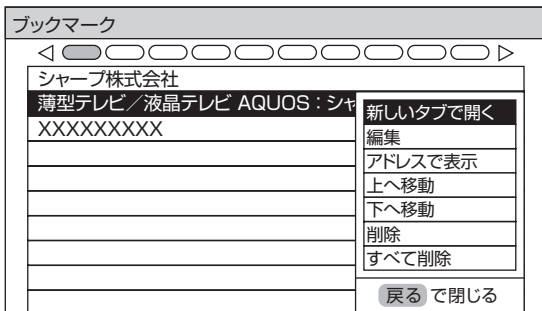 ブックマーク
シャープ株式会社
薄型テレビ／液晶テレビ AQUOS：シャ
XXXXXXXXX
新しいタブで開く
編集
アドレスで表示
上へ移動
下へ移動
削除
すべて削除
戻る で閉じる